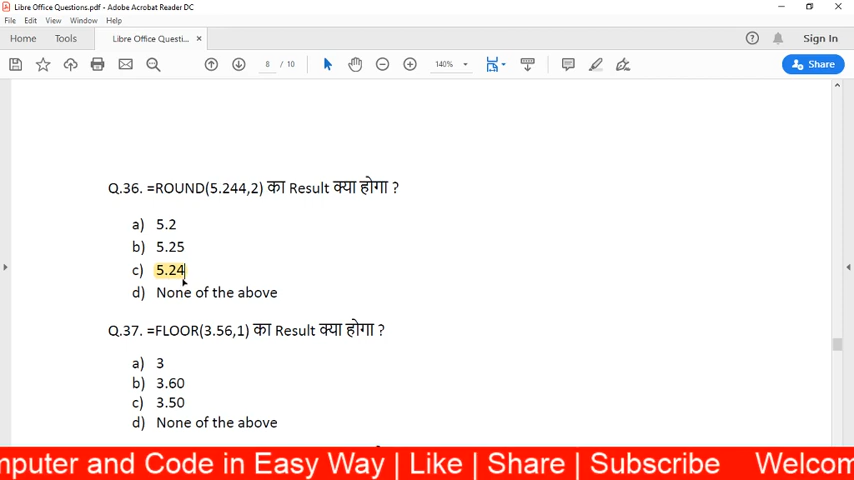 Libre Office Questions.pdf - Adobe Acrobat Reader DC
File Edit View Window Help
Home Tools Libre Office Questi... × Sign In
8 / 10 140% Share
Q.36. =ROUND(5.244,2) का Result क्या होगा ?
a) 5.2
b) 5.25
c) 5.24
d) None of the above
Q.37. =FLOOR(3.56,1) का Result क्या होगा ?
a) 3
b) 3.60
c) 3.50
d) None of the above
mputer and Code in Easy Way | Like | Share | Subscribe Welcom